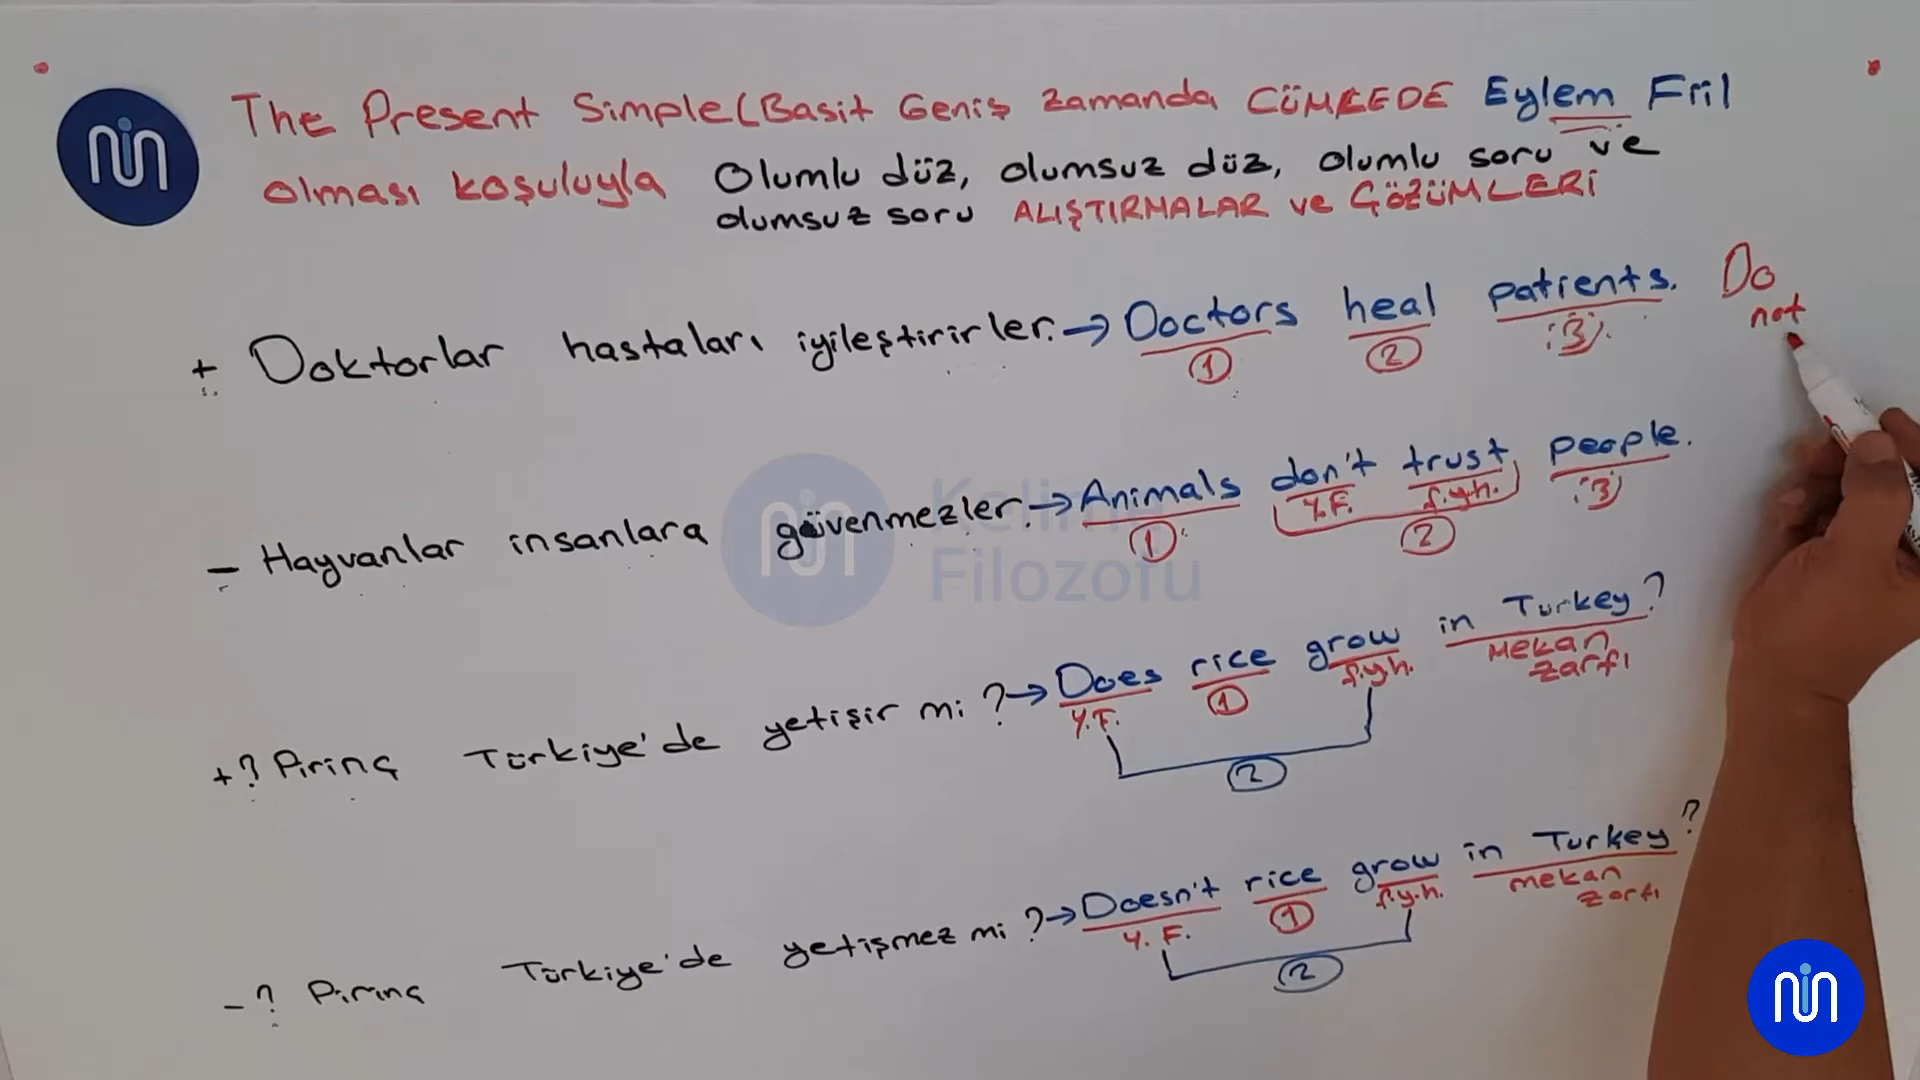 The Present Simple(Basit Geniş Zamanda CÜMLEDE Eylem Fiil
olması koşuluyla Olumlu düz, olumsuz düz, olumlu soru ve
olumsuz soru ALIŞTIRMALAR ve ÇÖZÜMLERİ
+ Doktorlar hastaları iyileştirirler. → Doctors heal patients. Do
not
1 2 3
- Hayvanlar insanlara güvenmezler. → Animals don't trust people.
Y.F. f.y.h.
1 2 3
Kelime
Filozofu
+? Pirinç Türkiye'de yetişir mi? → Does rice grow in Turkey?
Y.F. 1 f.y.h. Mekan
zarfı
2
-? Pirinç Türkiye'de yetişmez mi? → Doesn't rice grow in Turkey?
Y.F. 1 f.y.h. mekan
zarfı
2